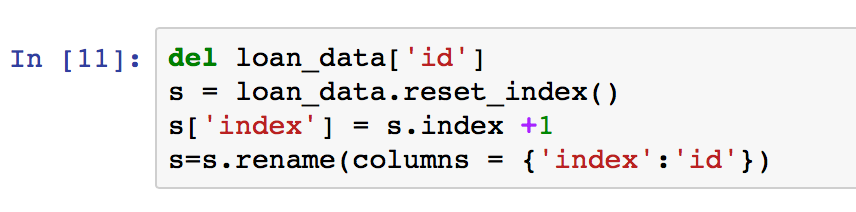 In [11]: del loan_data['id']
s = loan_data.reset_index()
s['index'] = s.index +1
s=s.rename(columns = {'index':'id'})